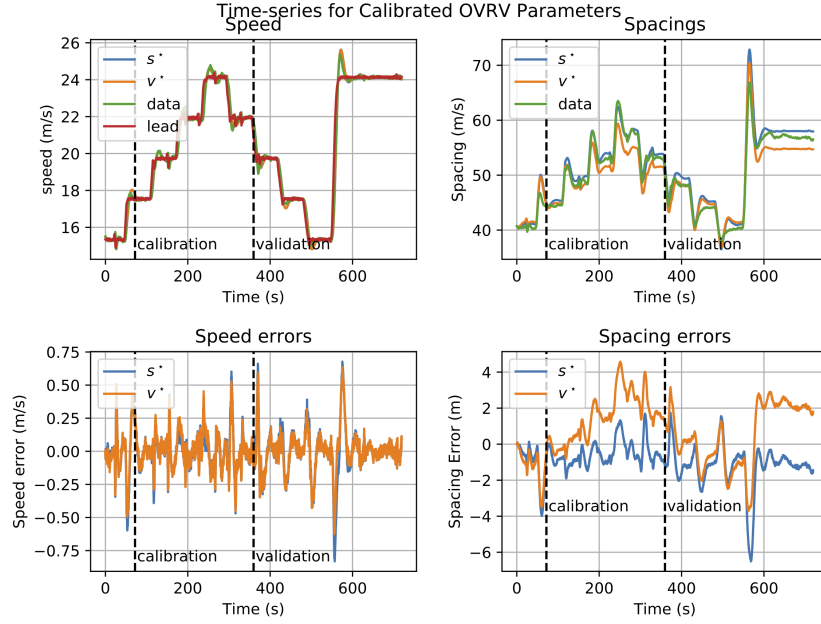 Time-series for Calibrated OVRV Parameters
Speed
26
24
22
20
18
16
speed (m/s)
s*
v*
data
lead
calibration
validation
0
200
400
600
Time (s)
Spacings
70
60
50
40
Spacing (m/s)
s*
v*
data
calibration
validation
0
200
400
600
Time (s)
Speed errors
0.75
0.50
0.25
0.00
−0.25
−0.50
−0.75
Speed error (m/s)
s*
v*
calibration
validation
0
200
400
600
Time (s)
Spacing errors
4
2
0
−2
−4
−6
Spacing Error (m)
s*
v*
calibration
validation
0
200
400
600
Time (s)